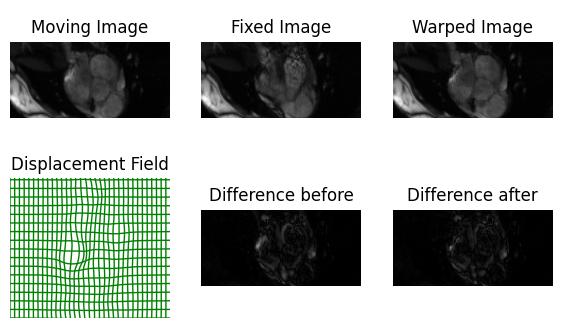 Moving Image
Fixed Image
Warped Image
Displacement Field
Difference before
Difference after